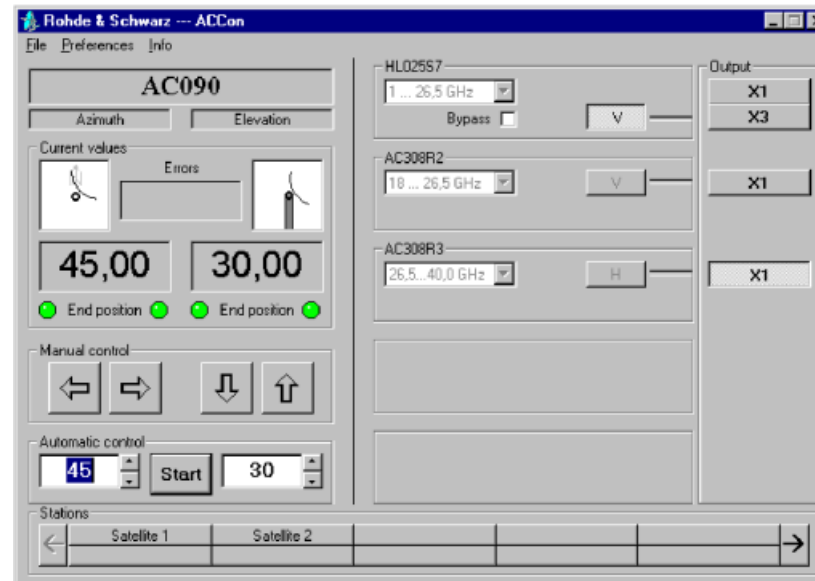 Rohde & Schwarz --- ACCon
File Preferences Info
AC090
Azimuth Elevation
Current values
Errors
45,00 30,00
End position End position
Manual control
Automatic control
45 Start 30
HL025S7
1 ... 26,5 GHz
Bypass V
AC308R2
18 ... 26,5 GHz V
AC308R3
26,5...40,0 GHz H
Output
X1
X3
X1
X1
Stations
Satellite 1 Satellite 2